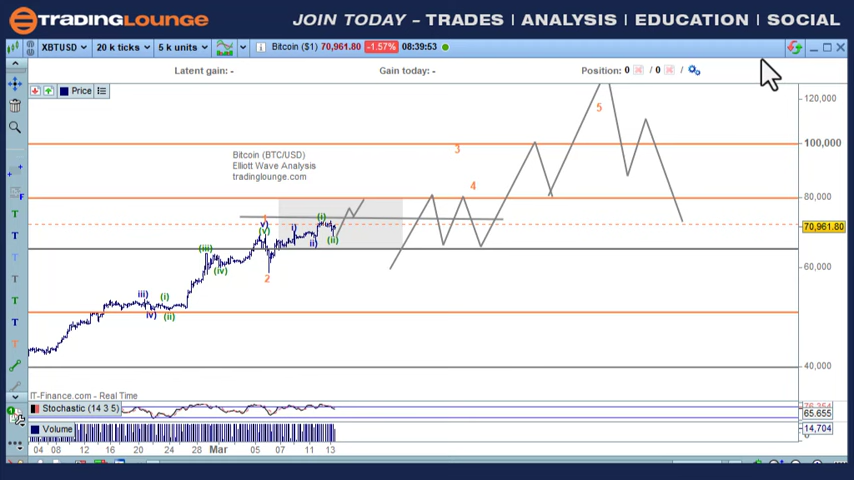 TRADINGLOUNGE JOIN TODAY - TRADES | ANALYSIS | EDUCATION | SOCIAL
XBTUSD 20 k ticks 5 k units Bitcoin ($1) 70,961.80 -1.57% 08:39:53
Latent gain: - Gain today: - Position: 0 / 0 /
Price
120,000
5
100,000
3
Bitcoin (BTC/USD)
Elliott Wave Analysis
tradinglounge.com
4
80,000
1 (i)
v) i) 70,961.80
(v)
ii) (ii)
(iii)
(iv)
60,000
2
iii) (i)
iv) (ii)
40,000
IT-Finance.com - Real Time
Stochastic (14 3 5)
65.655
Volume
14,704
04 08 12 16 20 24 28 Mar 05 07 11 13